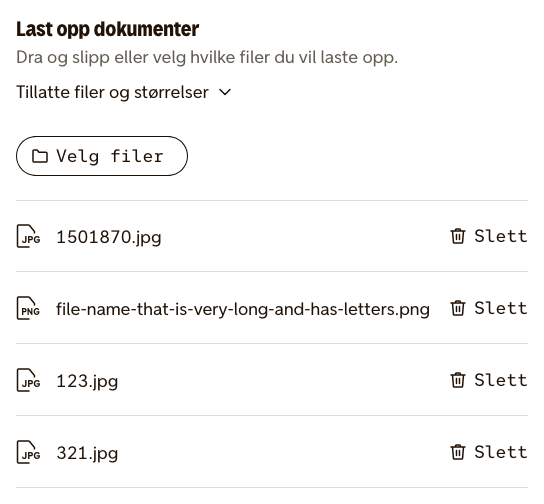 Last opp dokumenter
Dra og slipp eller velg hvilke filer du vil laste opp.
Tillatte filer og størrelser
Velg filer
JPG 1501870.jpg Slett
PNG file-name-that-is-very-long-and-has-letters.png Slett
JPG 123.jpg Slett
JPG 321.jpg Slett